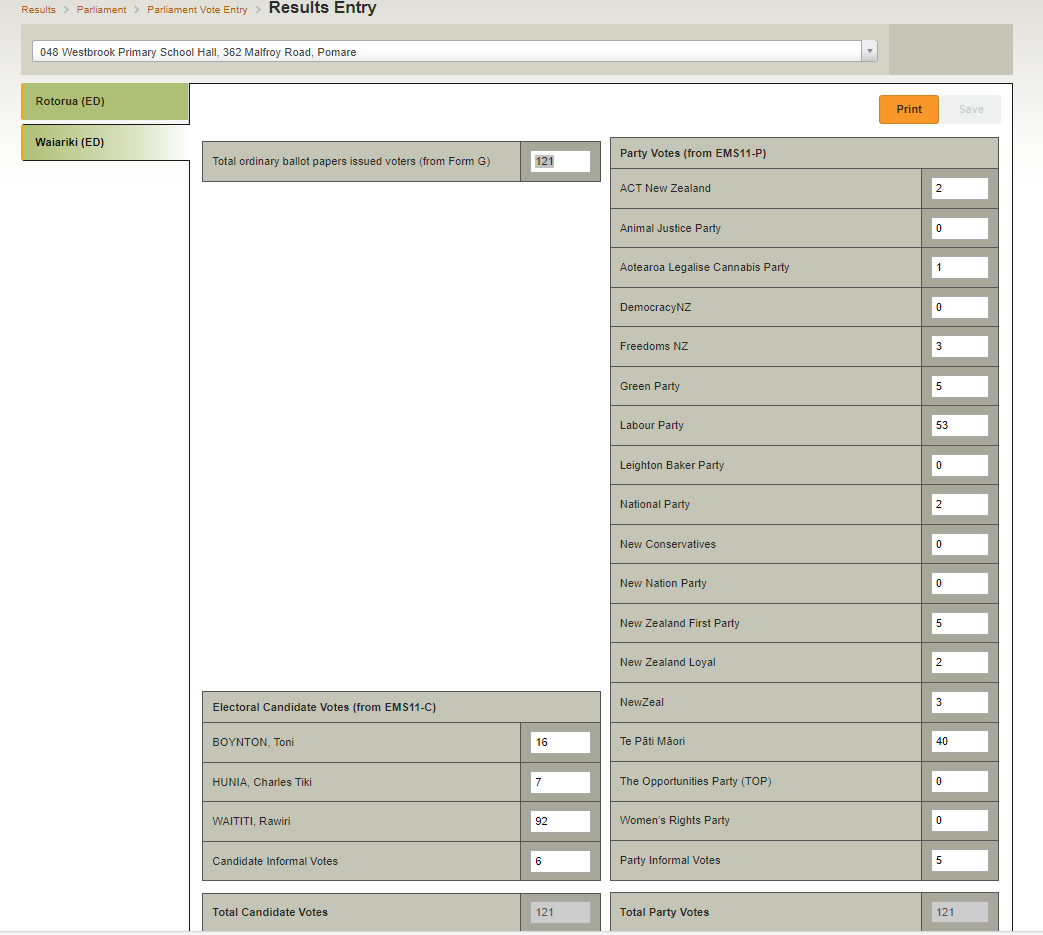 Results > Parliament > Parliament Vote Entry > Results Entry
048 Westbrook Primary School Hall, 362 Malfroy Road, Pomare
Rotorua (ED)
Waiariki (ED)
Print Save
Total ordinary ballot papers issued voters (from Form G) 121
Party Votes (from EMS11-P)
ACT New Zealand 2
Animal Justice Party 0
Aotearoa Legalise Cannabis Party 1
DemocracyNZ 0
Freedoms NZ 3
Green Party 5
Labour Party 53
Leighton Baker Party 0
National Party 2
New Conservatives 0
New Nation Party 0
New Zealand First Party 5
New Zealand Loyal 2
NewZeal 3
Te Pāti Māori 40
The Opportunities Party (TOP) 0
Women's Rights Party 0
Party Informal Votes 5
Total Party Votes 121
Electoral Candidate Votes (from EMS11-C)
BOYNTON, Toni 16
HUNIA, Charles Tiki 7
WAITITI, Rawiri 92
Candidate Informal Votes 6
Total Candidate Votes 121